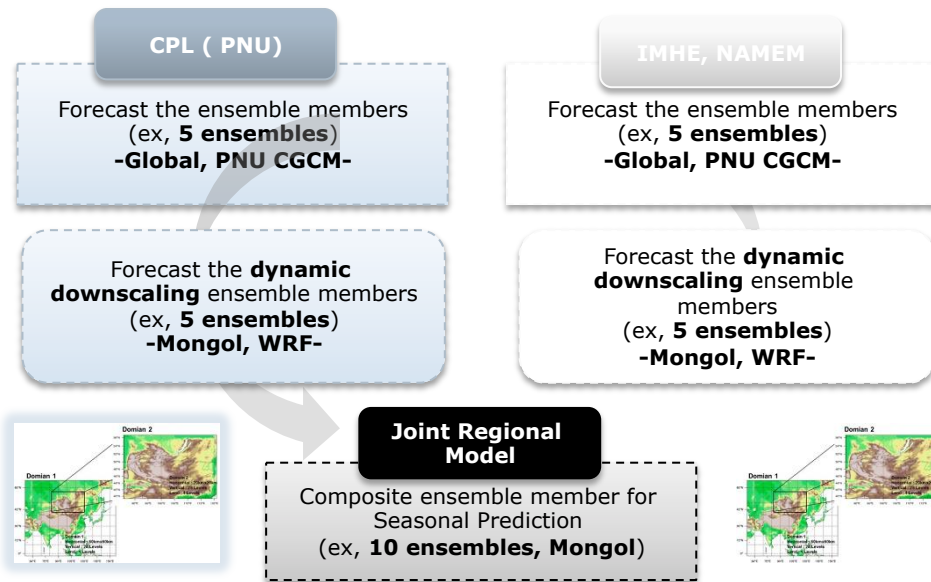 CPL ( PNU)
Forecast the ensemble members
(ex, 5 ensembles)
-Global, PNU CGCM-
IMHE, NAMEM
Forecast the ensemble members
(ex, 5 ensembles)
-Global, PNU CGCM-
Forecast the dynamic
downscaling ensemble members
(ex, 5 ensembles)
-Mongol, WRF-
Forecast the dynamic
downscaling ensemble
members
(ex, 5 ensembles)
-Mongol, WRF-
Domian 2
Domian 1
Joint Regional
Model
Composite ensemble member for
Seasonal Prediction
(ex, 10 ensembles, Mongol)
Domian 2
Domian 1